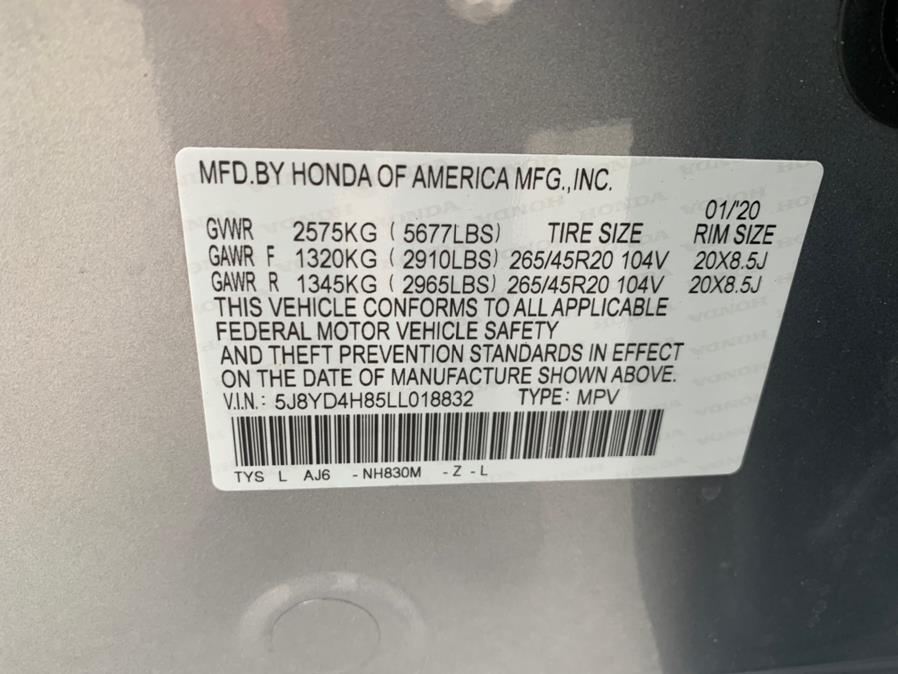 MFD.BY HONDA OF AMERICA MFG.,INC.
01/'20
GVWR 2575KG ( 5677LBS) TIRE SIZE RIM SIZE
GAWR F 1320KG ( 2910LBS) 265/45R20 104V 20X8.5J
GAWR R 1345KG ( 2965LBS) 265/45R20 104V 20X8.5J
THIS VEHICLE CONFORMS TO ALL APPLICABLE
FEDERAL MOTOR VEHICLE SAFETY
AND THEFT PREVENTION STANDARDS IN EFFECT
ON THE DATE OF MANUFACTURE SHOWN ABOVE.
V.I.N.: 5J8YD4H85LL018832 TYPE: MPV
TYS L AJ6 - NH830M - Z - L